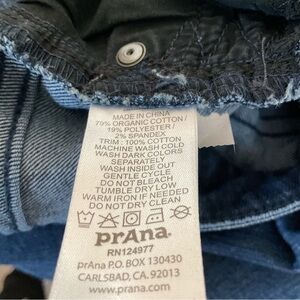 MADE IN CHINA
79% ORGANIC COTTON /
19% POLYESTER /
2% SPANDEX
TRIM : 100% COTTON
MACHINE WASH COLD
WASH DARK COLORS
SEPARATELY
WASH INSIDE OUT
GENTLE CYCLE
DO NOT BLEACH
TUMBLE DRY LOW
WARM IRON IF NEEDED
DO NOT DRY CLEAN
prAna
RN124977
prAna P.O. BOX 130430
CARLSBAD, CA. 92013
www.prana.com